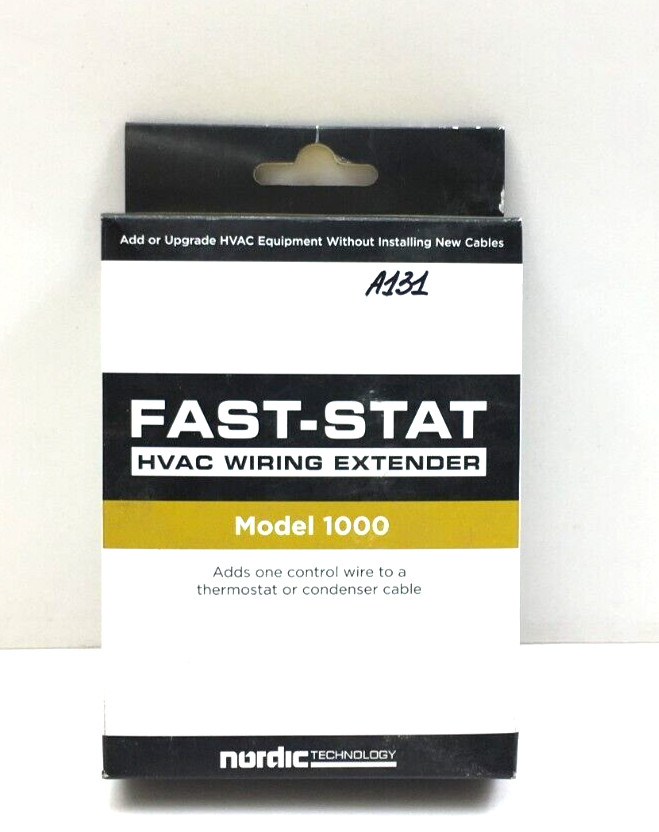 Add or Upgrade HVAC Equipment Without Installing New Cables
A131
FAST-STAT
HVAC WIRING EXTENDER
Model 1000
Adds one control wire to a
thermostat or condenser cable
nordic TECHNOLOGY